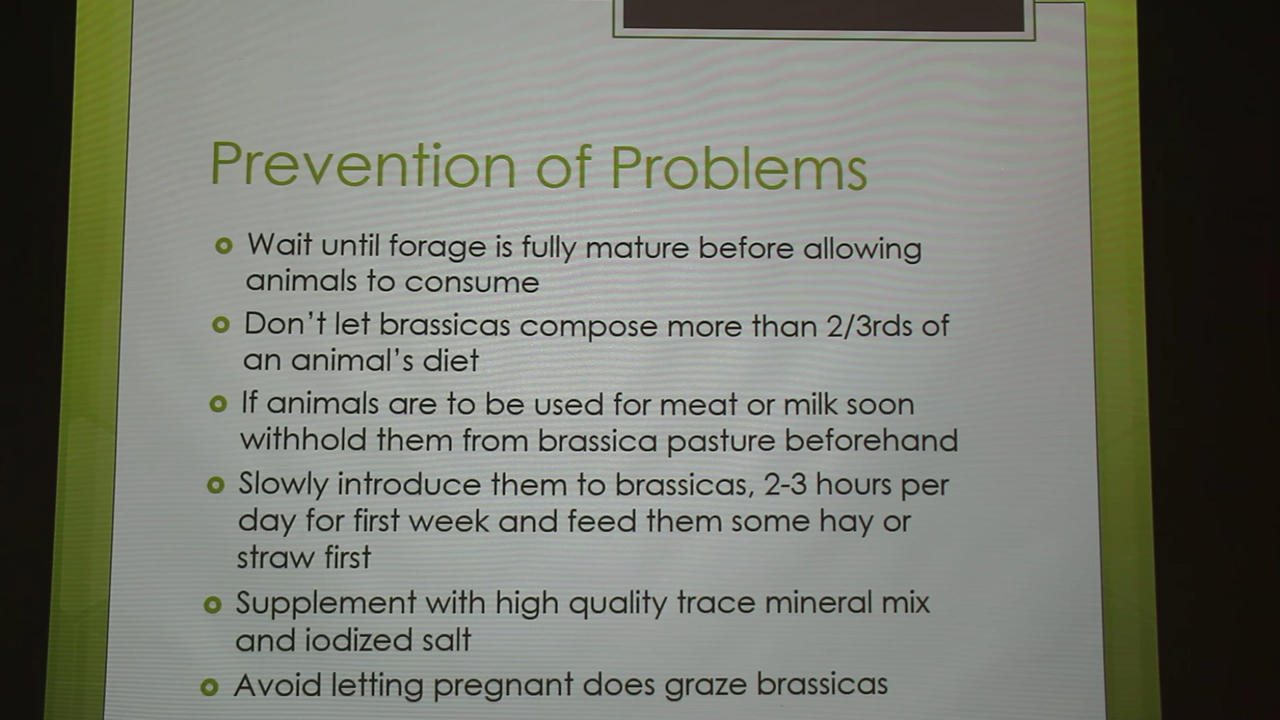 Prevention of Problems
Wait until forage is fully mature before allowing
animals to consume
Don't let brassicas compose more than 2/3rds of
an animal's diet
If animals are to be used for meat or milk soon
withhold them from brassica pasture beforehand
Slowly introduce them to brassicas, 2-3 hours per
day for first week and feed them some hay or
straw first
Supplement with high quality trace mineral mix
and iodized salt
Avoid letting pregnant does graze brassicas